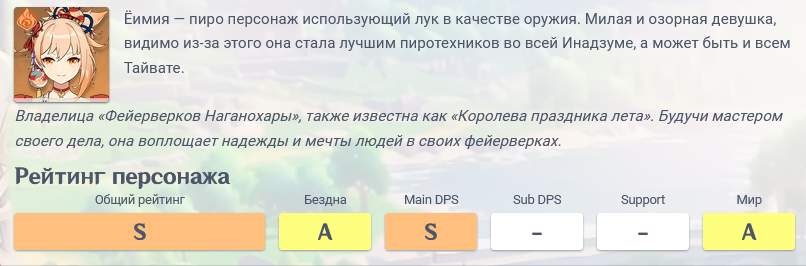 Ёимия — пиро персонаж использующий лук в качестве оружия. Милая и озорная девушка,
видимо из-за этого она стала лучшим пиротехников во всей Инадзуме, а может быть и всем
Тайвате.
Владелица «Фейерверков Наганохары», также известна как «Королева праздника лета». Будучи мастером
своего дела, она воплощает надежды и мечты людей в своих фейерверках.
Рейтинг персонажа
Общий рейтинг Бездна Main DPS Sub DPS Support Мир
S A S – – A